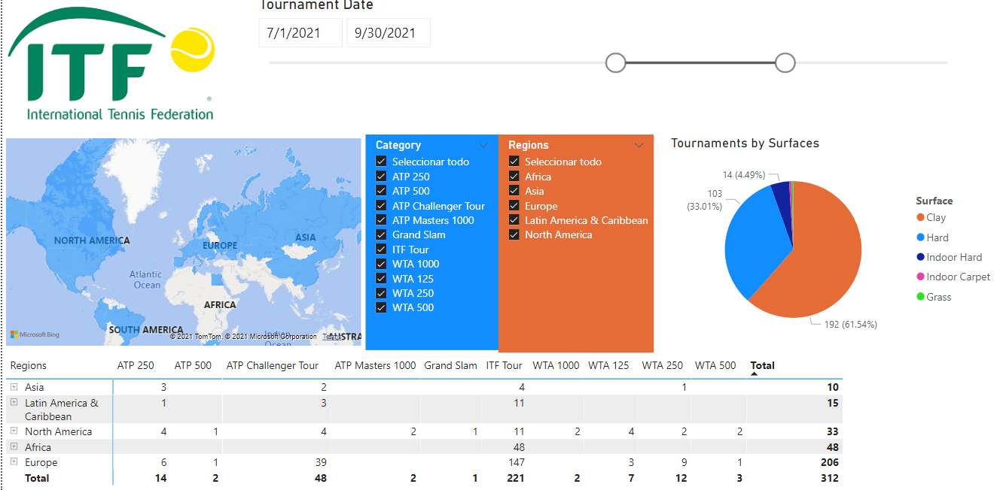 Tournament Date
7/1/2021 9/30/2021
ITF
®
International Tennis Federation
NORTH AMERICA
EUROPE
ASIA
Atlantic
Ocean
AFRICA
SOUTH AMERICA
Indian
Ocean
AUSTRA
Microsoft Bing
© 2021 TomTom, © 2021 Microsoft Corporation Terms
Category
Seleccionar todo
ATP 250
ATP 500
ATP Challenger Tour
ATP Masters 1000
Grand Slam
ITF Tour
WTA 1000
WTA 125
WTA 250
WTA 500
Regions
Seleccionar todo
Africa
Asia
Europe
Latin America & Caribbean
North America
Tournaments by Surfaces
14 (4.49%)
103
(33.01%)
192 (61.54%)
Surface
Clay
Hard
Indoor Hard
Indoor Carpet
Grass
Regions ATP 250 ATP 500 ATP Challenger Tour ATP Masters 1000 Grand Slam ITF Tour WTA 1000 WTA 125 WTA 250 WTA 500 Total
Asia 3 2 4 1 10
Latin America & 1 3 11 15
Caribbean
North America 4 1 4 2 1 11 2 4 2 2 33
Africa 48 48
Europe 6 1 39 147 3 9 1 206
Total 14 2 48 2 1 221 2 7 12 3 312